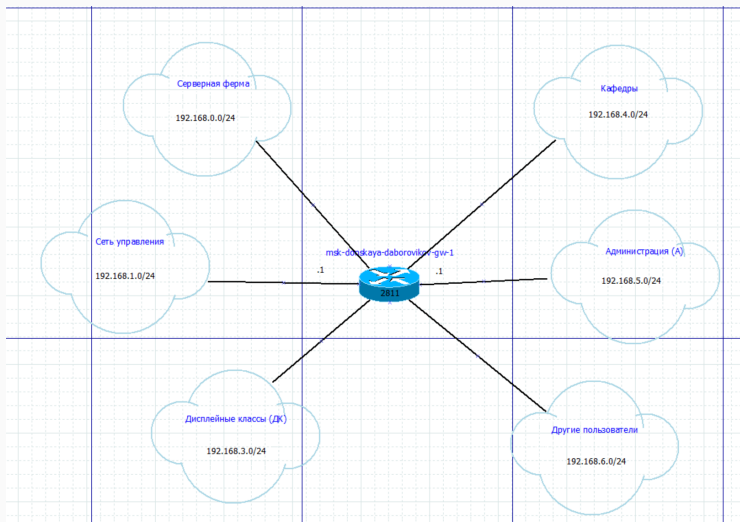 Серверная ферма
192.168.0.0/24
Кафедры
192.168.4.0/24
Сеть управления
192.168.1.0/24
msk-donskaya-daborovikov-gw-1
.1
.1
2811
Администрация (А)
192.168.5.0/24
Дисплейные классы (ДК)
192.168.3.0/24
Другие пользователи
192.168.6.0/24